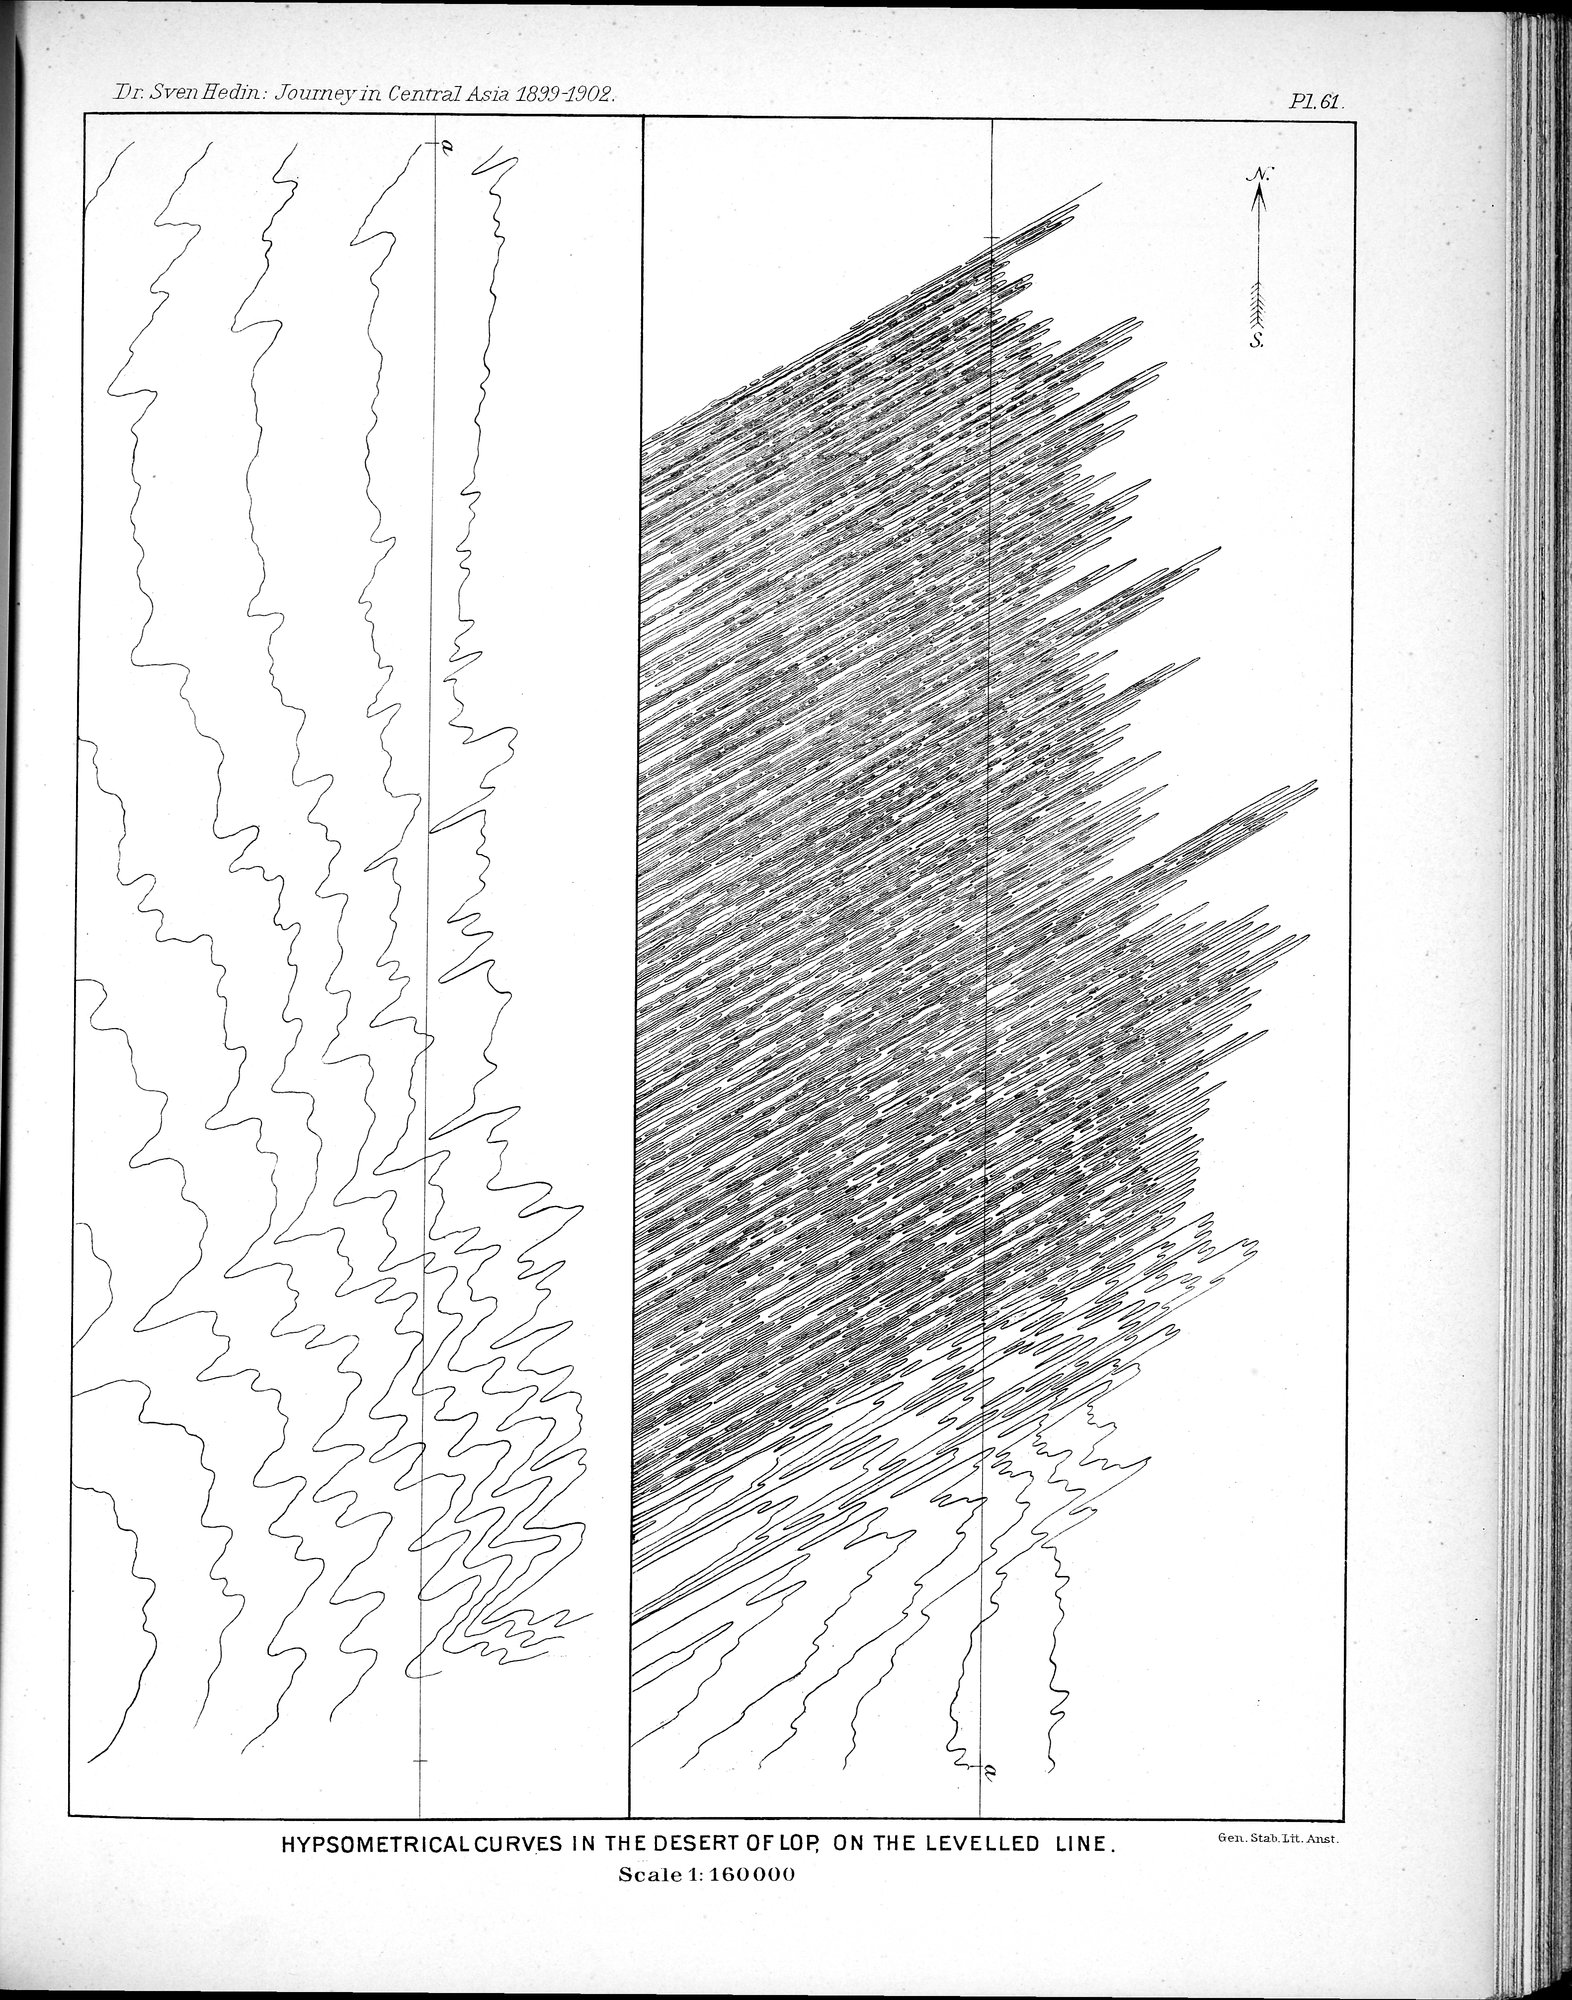 Dr. Sven Hedin: Journey in Central Asia 1899-1902.
Pl. 61.
a
N.
S.
a
HYPSOMETRICAL CURVES IN THE DESERT OF LOP, ON THE LEVELLED LINE.
Gen. Stab. Lit. Anst.
Scale 1:160000